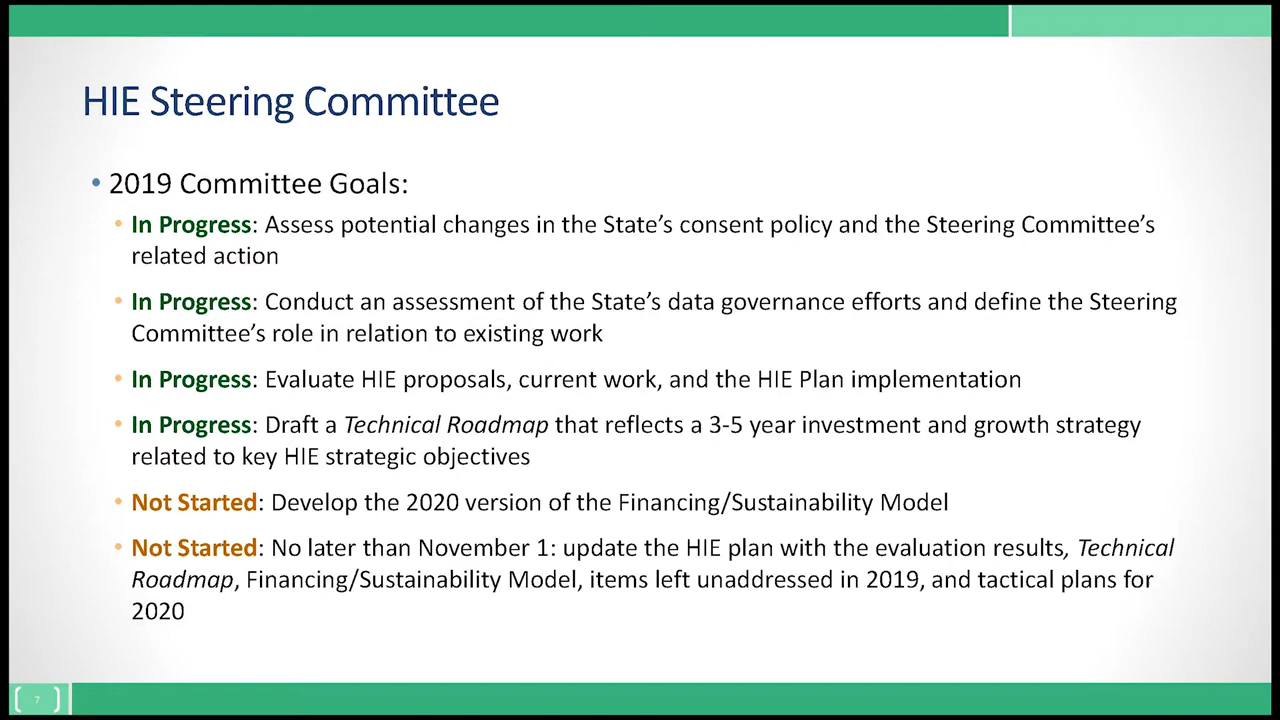 HIE Steering Committee
• 2019 Committee Goals:
• In Progress: Assess potential changes in the State’s consent policy and the Steering Committee’s
related action
• In Progress: Conduct an assessment of the State’s data governance efforts and define the Steering
Committee’s role in relation to existing work
• In Progress: Evaluate HIE proposals, current work, and the HIE Plan implementation
• In Progress: Draft a Technical Roadmap that reflects a 3-5 year investment and growth strategy
related to key HIE strategic objectives
• Not Started: Develop the 2020 version of the Financing/Sustainability Model
• Not Started: No later than November 1: update the HIE plan with the evaluation results, Technical
Roadmap, Financing/Sustainability Model, items left unaddressed in 2019, and tactical plans for
2020
7